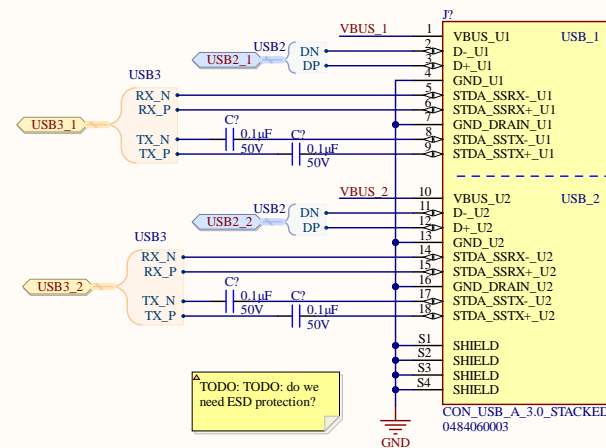 J?
VBUS_1
1
VBUS_U1
USB_1
USB2
DN
2
D-_U1
USB2_1
DP
3
D+_U1
4
GND_U1
USB3
RX_N
5
STDA_SSRX-_U1
RX_P
6
STDA_SSRX+_U1
USB3_1
7
GND_DRAIN_U1
C?
TX_N
0.1µF
8
STDA_SSTX-_U1
50V
C?
TX_P
0.1µF
9
STDA_SSTX+_U1
50V
VBUS_2
10
VBUS_U2
USB_2
USB2
DN
11
D-_U2
USB2_2
DP
12
D+_U2
13
GND_U2
USB3
RX_N
14
STDA_SSRX-_U2
RX_P
15
STDA_SSRX+_U2
USB3_2
16
GND_DRAIN_U2
C?
TX_N
0.1µF
17
STDA_SSTX-_U2
50V
C?
TX_P
0.1µF
18
STDA_SSTX+_U2
50V
S1
SHIELD
S2
SHIELD
S3
SHIELD
S4
SHIELD
TODO: TODO: do we
need ESD protection?
CON_USB_A_3.0_STACKED
0484060003
GND